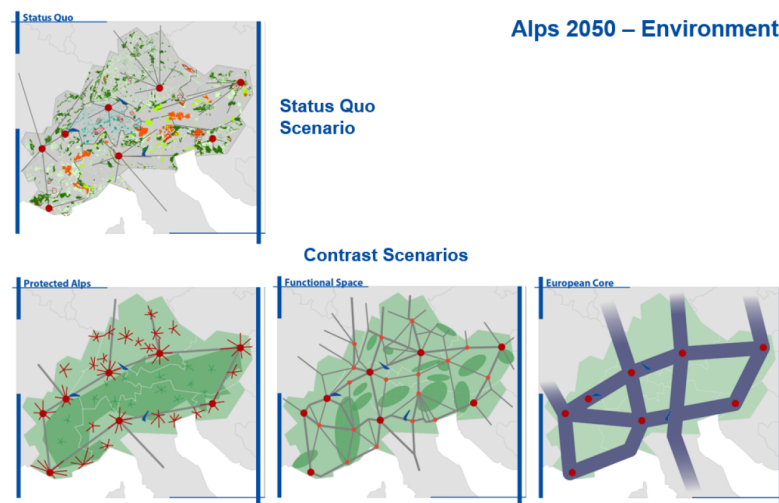 Status Quo
Alps 2050 – Environment
Status Quo
Scenario
Contrast Scenarios
Protected Alps
Functional Space
European Core